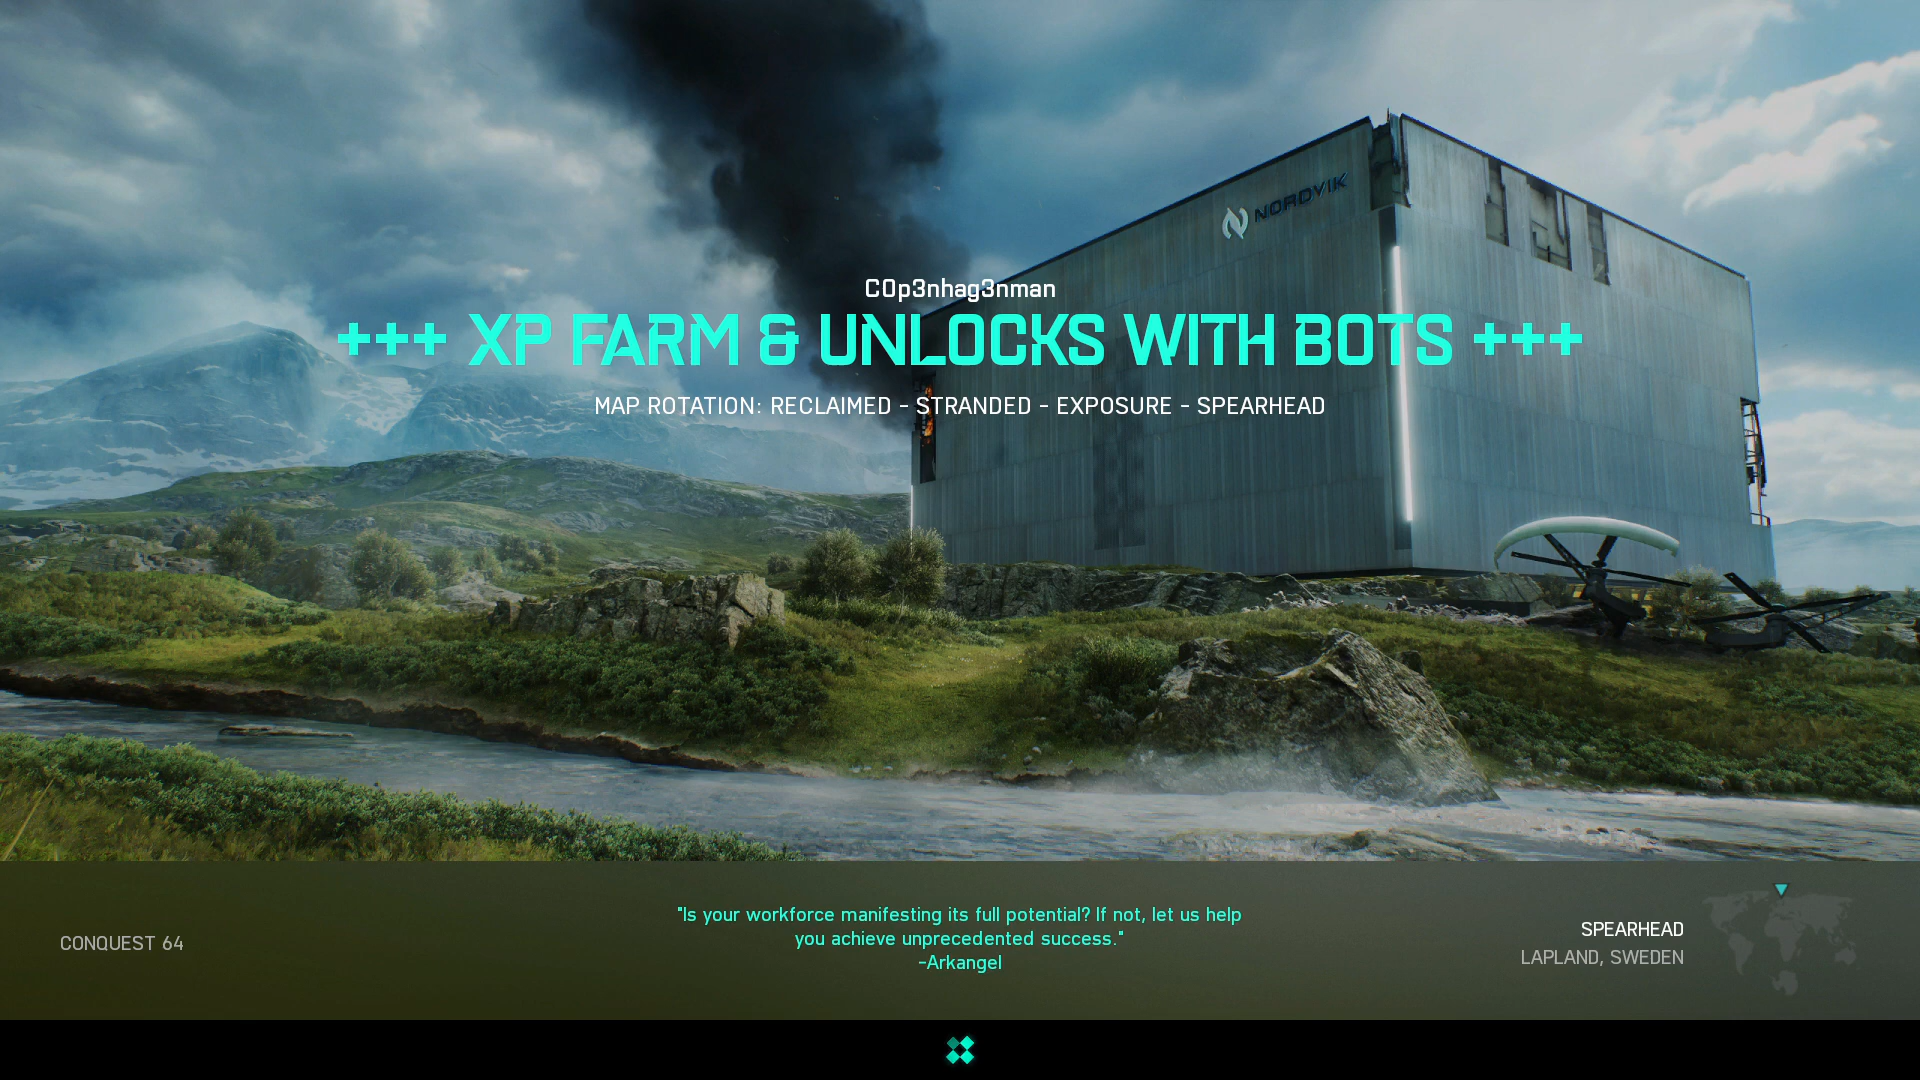 NORDVIK
C0p3nhag3nman
+++ XP FARM & UNLOCKS WITH BOTS +++
MAP ROTATION: RECLAIMED - STRANDED - EXPOSURE - SPEARHEAD
CONQUEST 64
"Is your workforce manifesting its full potential? If not, let us help
you achieve unprecedented success."
-Arkangel
SPEARHEAD
LAPLAND, SWEDEN